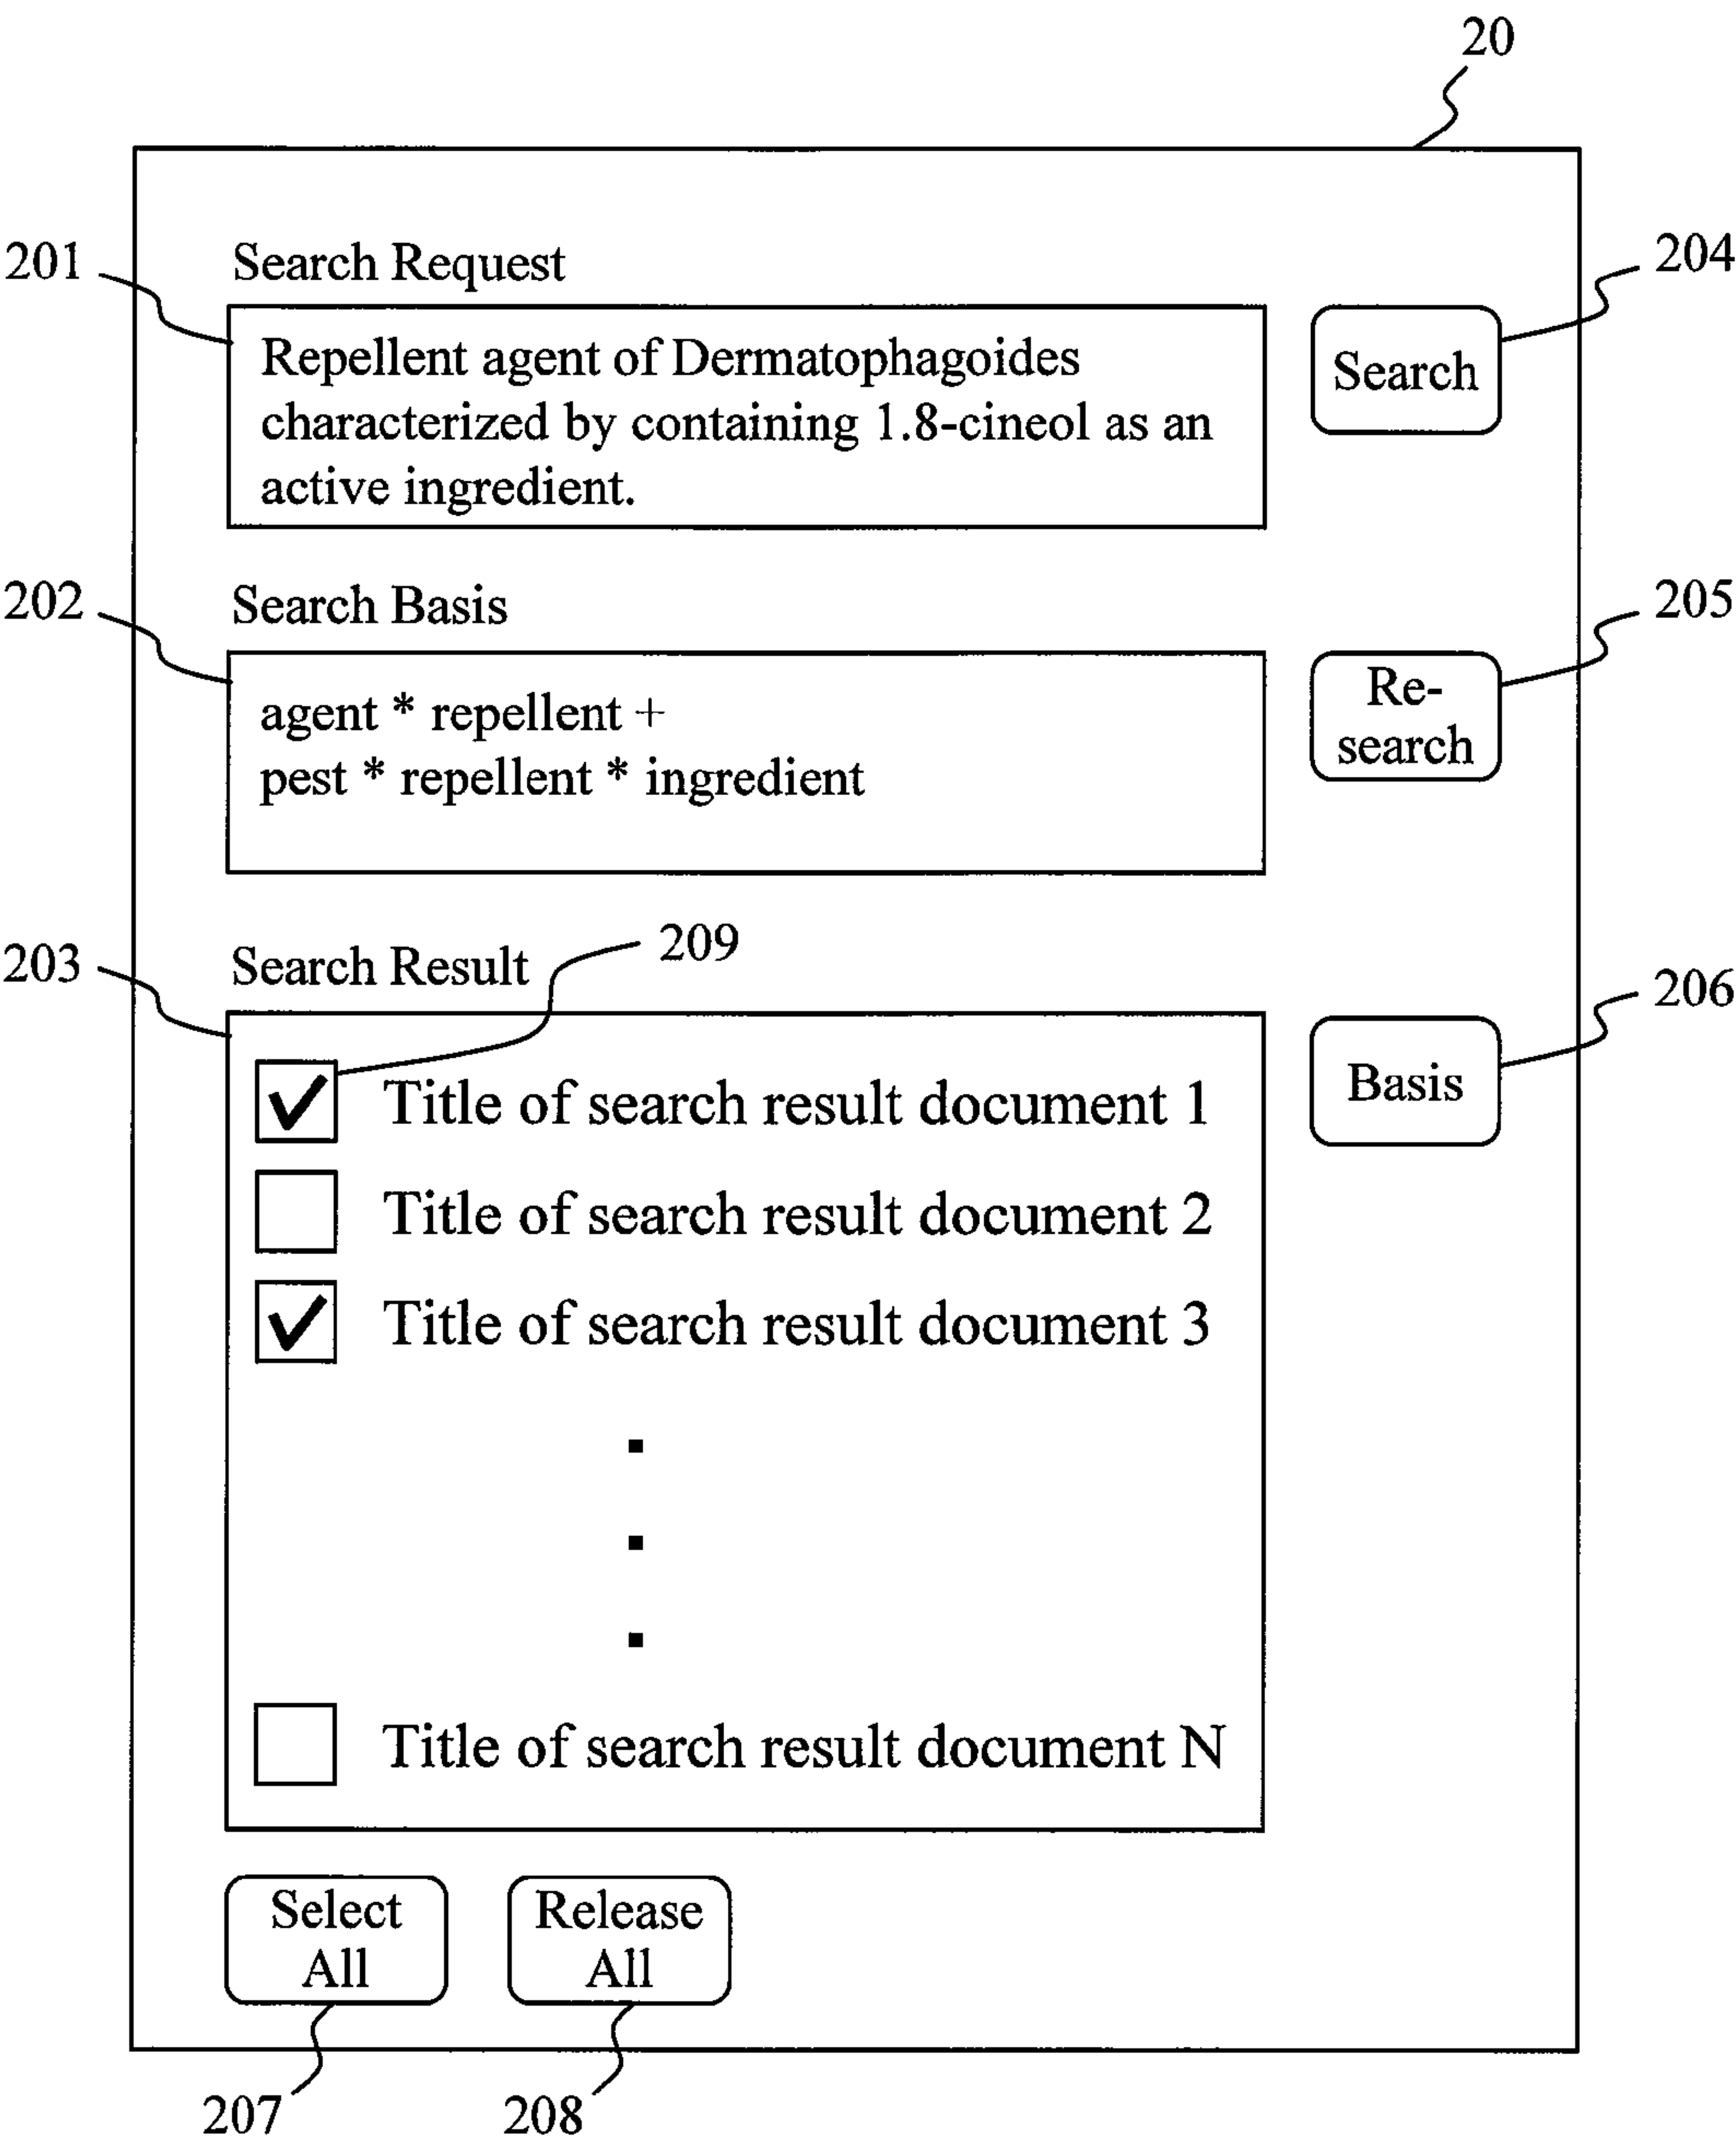 20
201
Search Request
204
Repellent agent of Dermatophagoides
characterized by containing 1.8-cineol as an
active ingredient.
Search
202
Search Basis
205
agent * repellent +
pest * repellent * ingredient
Re-
search
203
Search Result
209
206
Title of search result document 1
Basis
Title of search result document 2
Title of search result document 3
Title of search result document N
Select
All
Release
All
207
208